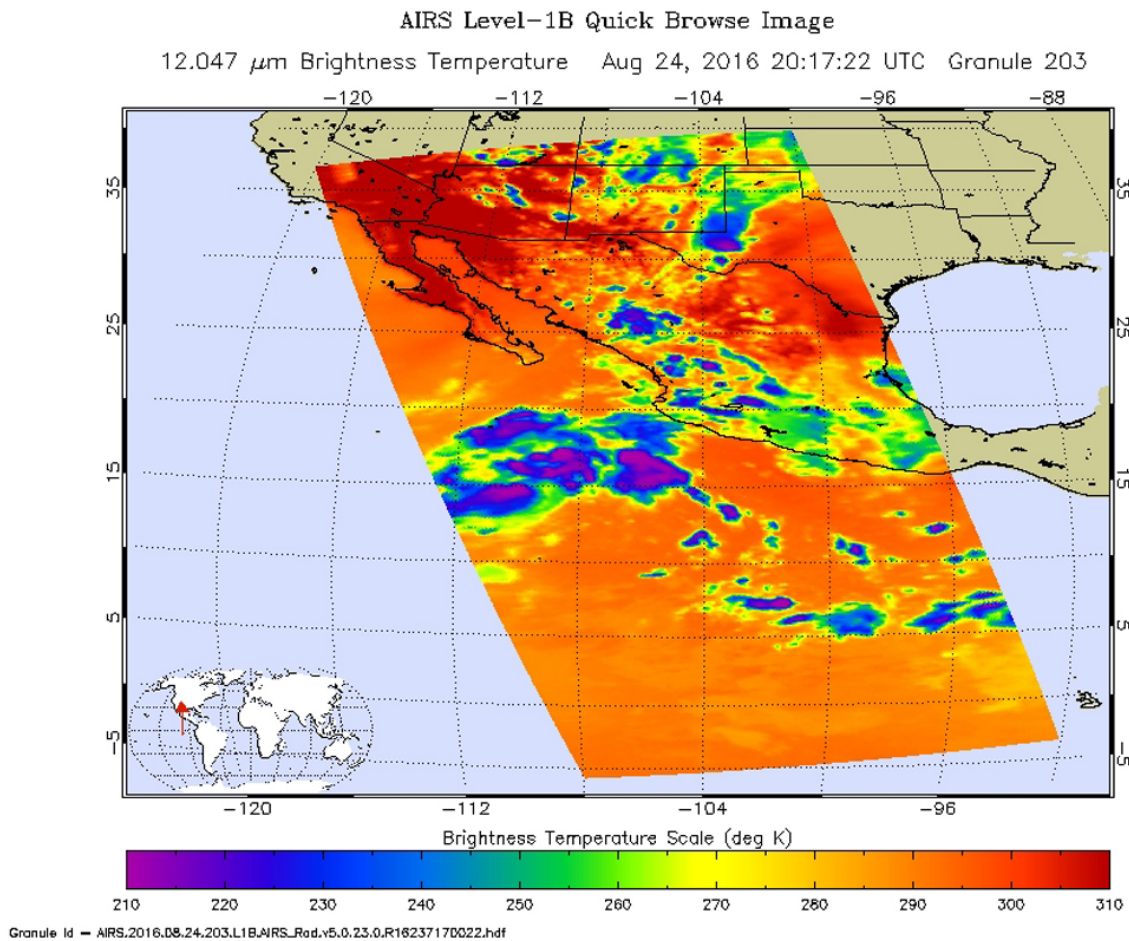 AIRS Level-1B Quick Browse Image
12.047 μm Brightness Temperature Aug 24, 2016 20:17:22 UTC Granule 203
-120 -112 -104 -96 -88
35 35
25 25
15 15
5 5
-5 -5
-120 -112 -104 -96
Brightness Temperature Scale (deg K)
210 220 230 240 250 260 270 280 290 300 310
Granule Id - AIRS.2016.08.24.203.L1B.AIRS_Rad.v5.0.23.0.R16237170022.hdf